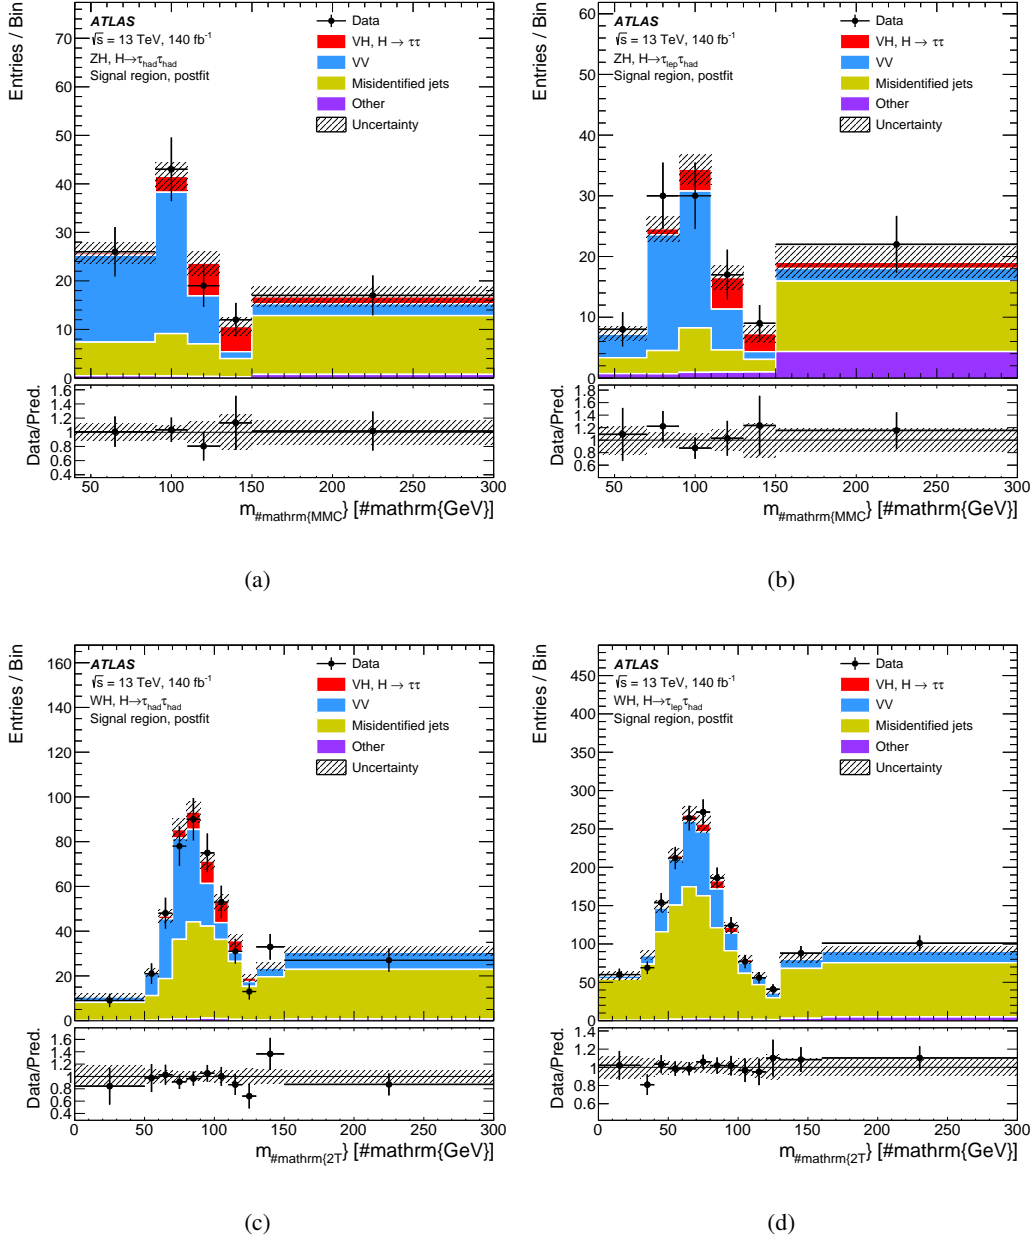 Entries / Bin
70
60
50
40
30
20
10
0
ATLAS
√s = 13 TeV, 140 fb-1
ZH, H→τhadτhad
Signal region, postfit
Data
VH, H → ττ
VV
Misidentified jets
Other
Uncertainty
Data/Pred.
1.6
1.4
1.2
1
0.8
0.6
0.4
50 100 150 200 250 300
m#mathrm{MMC} [#mathrm{GeV}]
(a)
Entries / Bin
60
50
40
30
20
10
0
ATLAS
√s = 13 TeV, 140 fb-1
ZH, H→τlepτhad
Signal region, postfit
Data
VH, H → ττ
VV
Misidentified jets
Other
Uncertainty
Data/Pred.
1.8
1.6
1.4
1.2
1
0.8
0.6
50 100 150 200 250 300
m#mathrm{MMC} [#mathrm{GeV}]
(b)
Entries / Bin
160
140
120
100
80
60
40
20
0
ATLAS
√s = 13 TeV, 140 fb-1
WH, H→τhadτhad
Signal region, postfit
Data
VH, H → ττ
VV
Misidentified jets
Other
Uncertainty
Data/Pred.
1.6
1.4
1.2
1
0.8
0.6
0.4
0 50 100 150 200 250 300
m#mathrm{2T} [#mathrm{GeV}]
(c)
Entries / Bin
450
400
350
300
250
200
150
100
50
0
ATLAS
√s = 13 TeV, 140 fb-1
WH, H→τlepτhad
Signal region, postfit
Data
VH, H → ττ
VV
Misidentified jets
Other
Uncertainty
Data/Pred.
1.4
1.2
1
0.8
0.6
0.4
0 50 100 150 200 250 300
m#mathrm{2T} [#mathrm{GeV}]
(d)